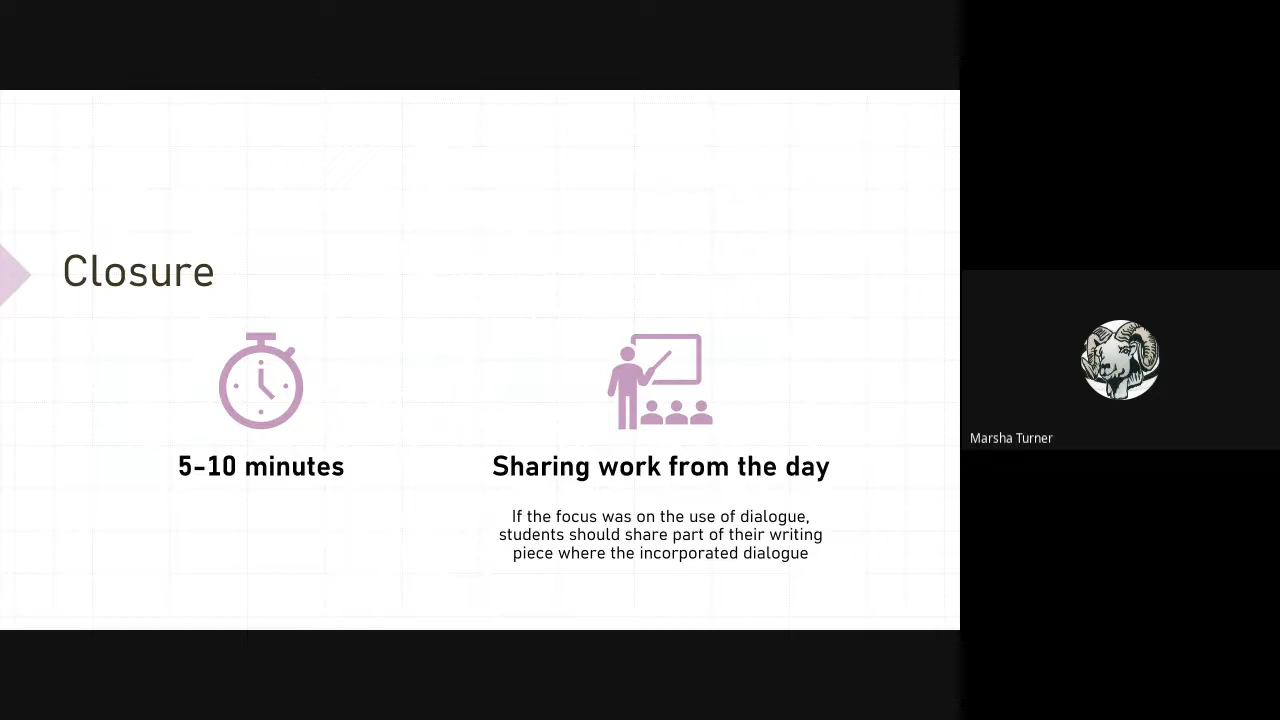 Closure
5-10 minutes
Sharing work from the day
If the focus was on the use of dialogue,
students should share part of their writing
piece where the incorporated dialogue
Marsha Turner